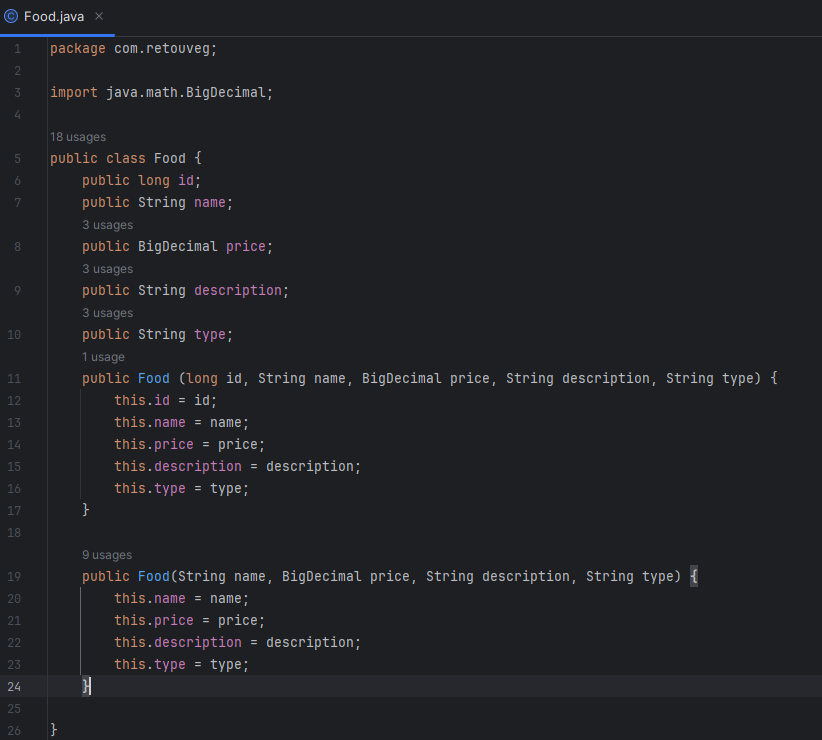 Food.java
1 package com.retouveg;
2
3 import java.math.BigDecimal;
4
18 usages
5 public class Food {
6 public long id;
7 public String name;
3 usages
8 public BigDecimal price;
3 usages
9 public String description;
3 usages
10 public String type;
1 usage
11 public Food (long id, String name, BigDecimal price, String description, String type) {
12 this.id = id;
13 this.name = name;
14 this.price = price;
15 this.description = description;
16 this.type = type;
17 }
18
9 usages
19 public Food(String name, BigDecimal price, String description, String type) {
20 this.name = name;
21 this.price = price;
22 this.description = description;
23 this.type = type;
24 }
25
26 }